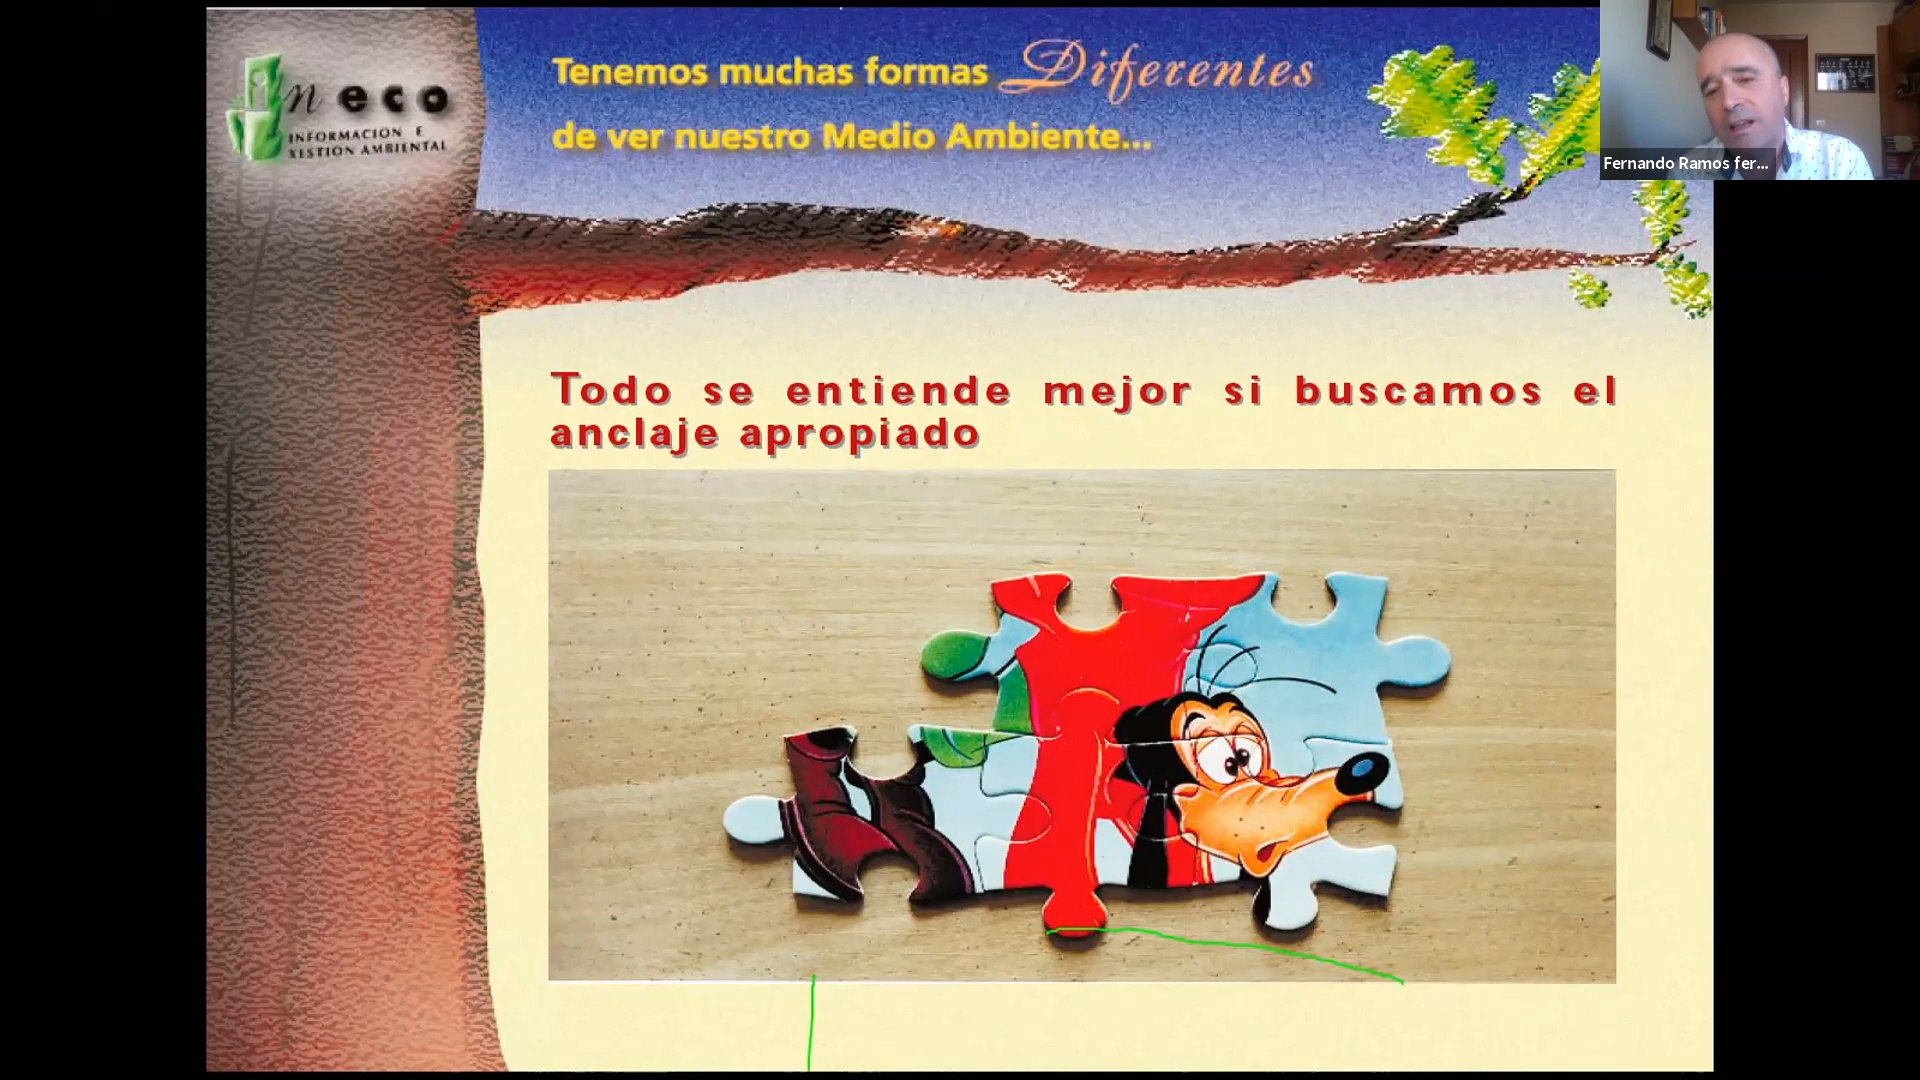 n eco
INFORMACION E
XESTION AMBIENTAL
Tenemos muchas formas Diferentes
de ver nuestro Medio Ambiente...
Fernando Ramos fer...
Todo se entiende mejor si buscamos el
anclaje apropiado